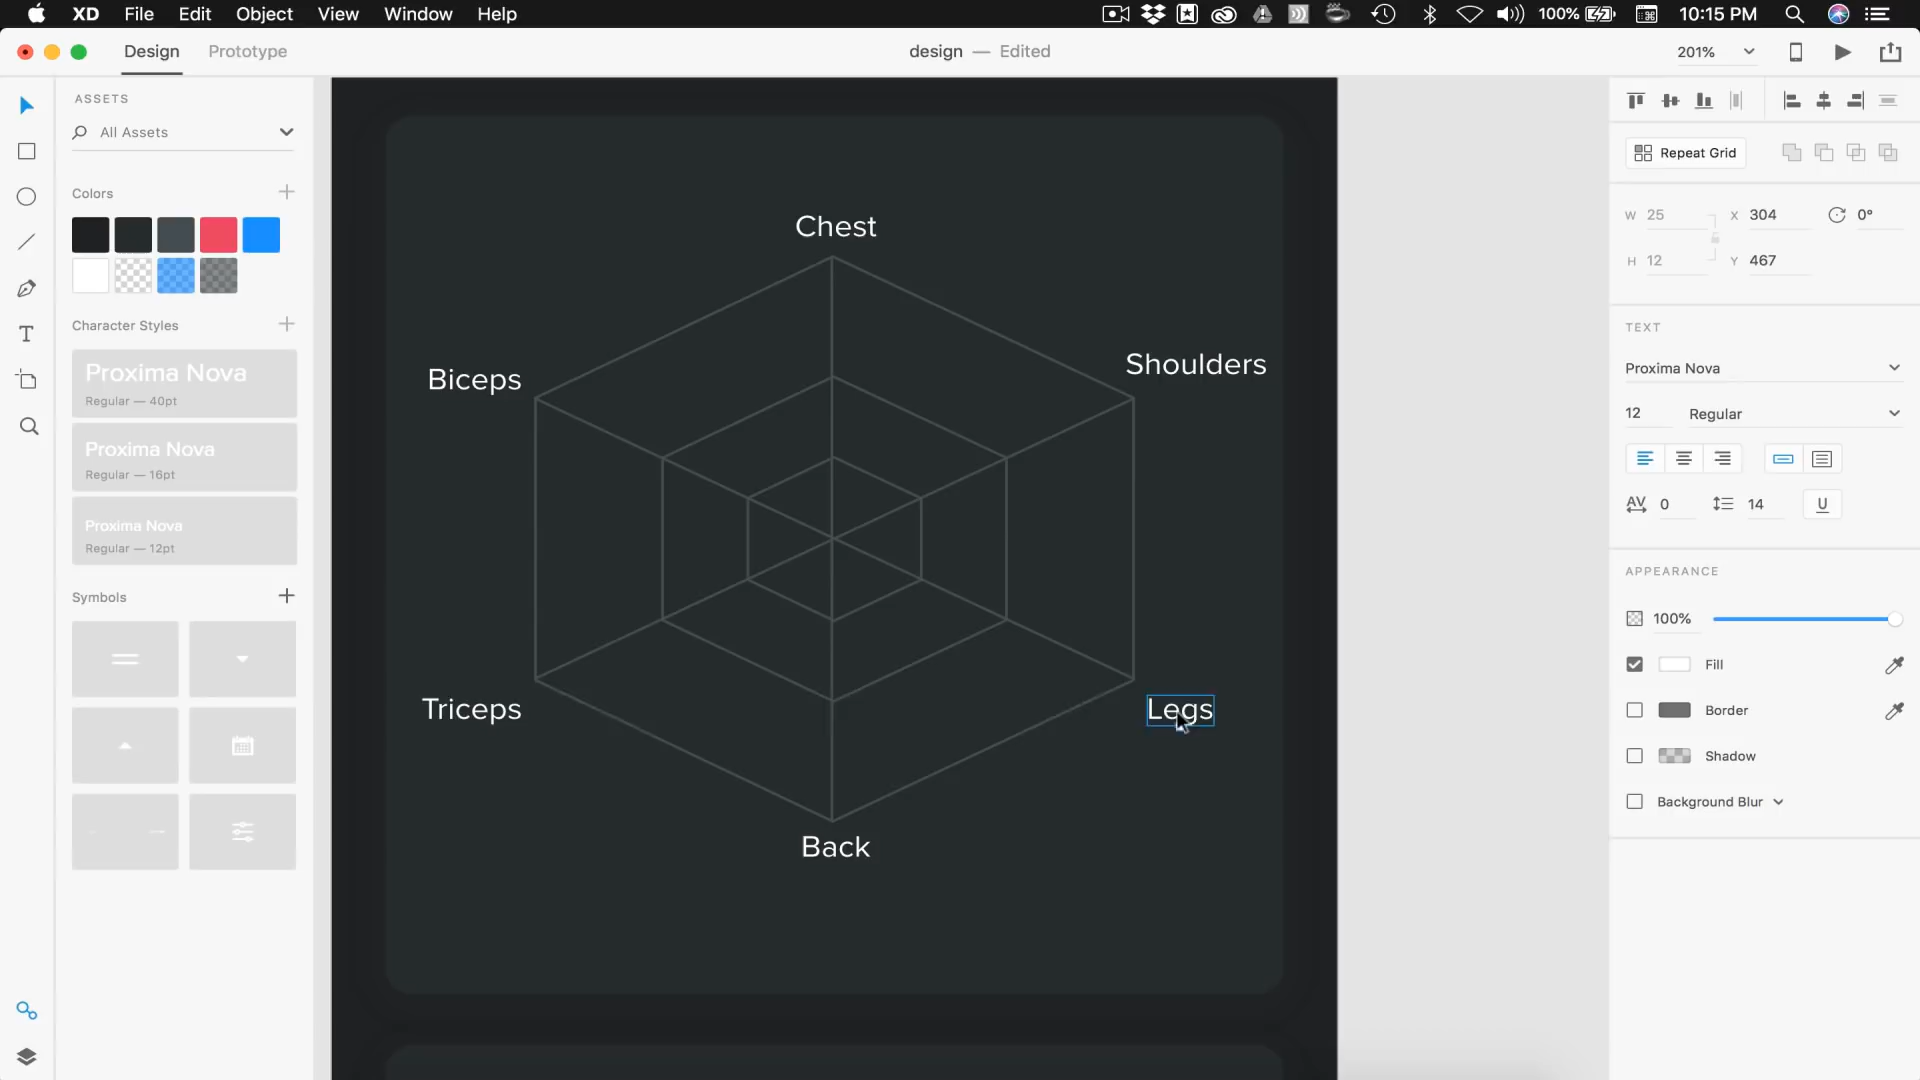 XD File Edit Object View Window Help 100% 10:15 PM
Design Prototype design — Edited 201%
ASSETS
All Assets
Colors
Character Styles
Proxima Nova
Regular — 40pt
Proxima Nova
Regular — 16pt
Proxima Nova
Regular — 12pt
Symbols
Chest
Biceps
Shoulders
Triceps
Legs
Back
Repeat Grid
W 25 X 304 0°
H 12 Y 467
TEXT
Proxima Nova
12 Regular
AV 0 14 U
APPEARANCE
100%
Fill
Border
Shadow
Background Blur